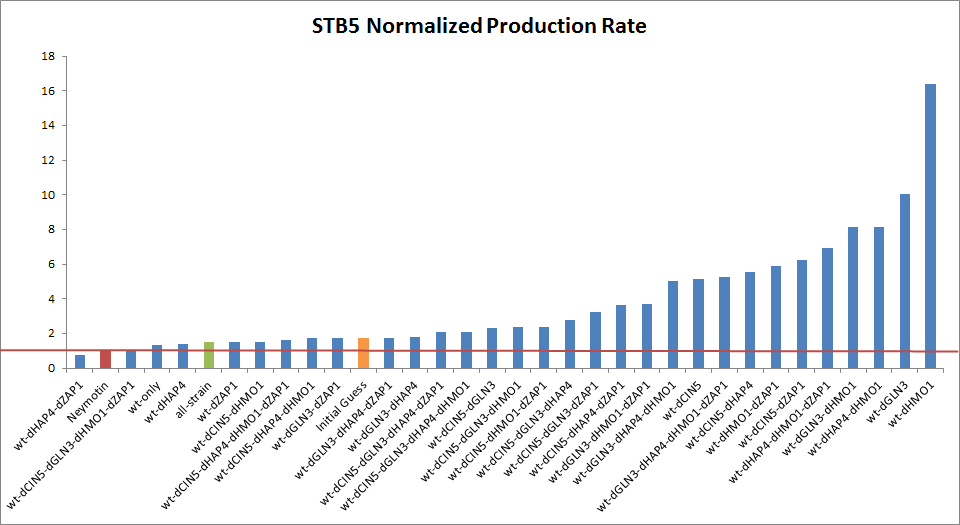 STB5 Normalized Production Rate
18
16
14
12
10
8
6
4
2
0
wt-dHAP4-dZAP1
Neymotin
wt-dCIN5-dGLN3-dHMO1-dZAP1
wt-only
wt-dHAP4
all-strain
wt-dZAP1
wt-dCIN5-dHMO1
wt-dCIN5-dHAP4-dHMO1-dZAP1
wt-dCIN5-dHAP4-dHMO1
wt-dGLN3-dZAP1
Initial Guess
wt-dGLN3-dHAP4-dZAP1
wt-dGLN3-dHAP4
wt-dCIN5-dGLN3-dHAP4-dZAP1
wt-dCIN5-dGLN3-dHAP4-dHMO1
wt-dCIN5-dGLN3
wt-dCIN5-dGLN3-dHMO1
wt-dCIN5-dHMO1-dZAP1
wt-dCIN5-dGLN3-dHAP4
wt-dCIN5-dGLN3-dZAP1
wt-dCIN5-dHAP4-dZAP1
wt-dGLN3-dHMO1-dZAP1
wt-dGLN3-dHAP4-dHMO1
wt-dCIN5
wt-dGLN3-dHAP4-dHMO1-dZAP1
wt-dCIN5-dHAP4
wt-dHMO1-dZAP1
wt-dCIN5-dZAP1
wt-dHAP4-dHMO1-dZAP1
wt-dGLN3-dHMO1
wt-dHAP4-dHMO1
wt-dGLN3
wt-dHMO1